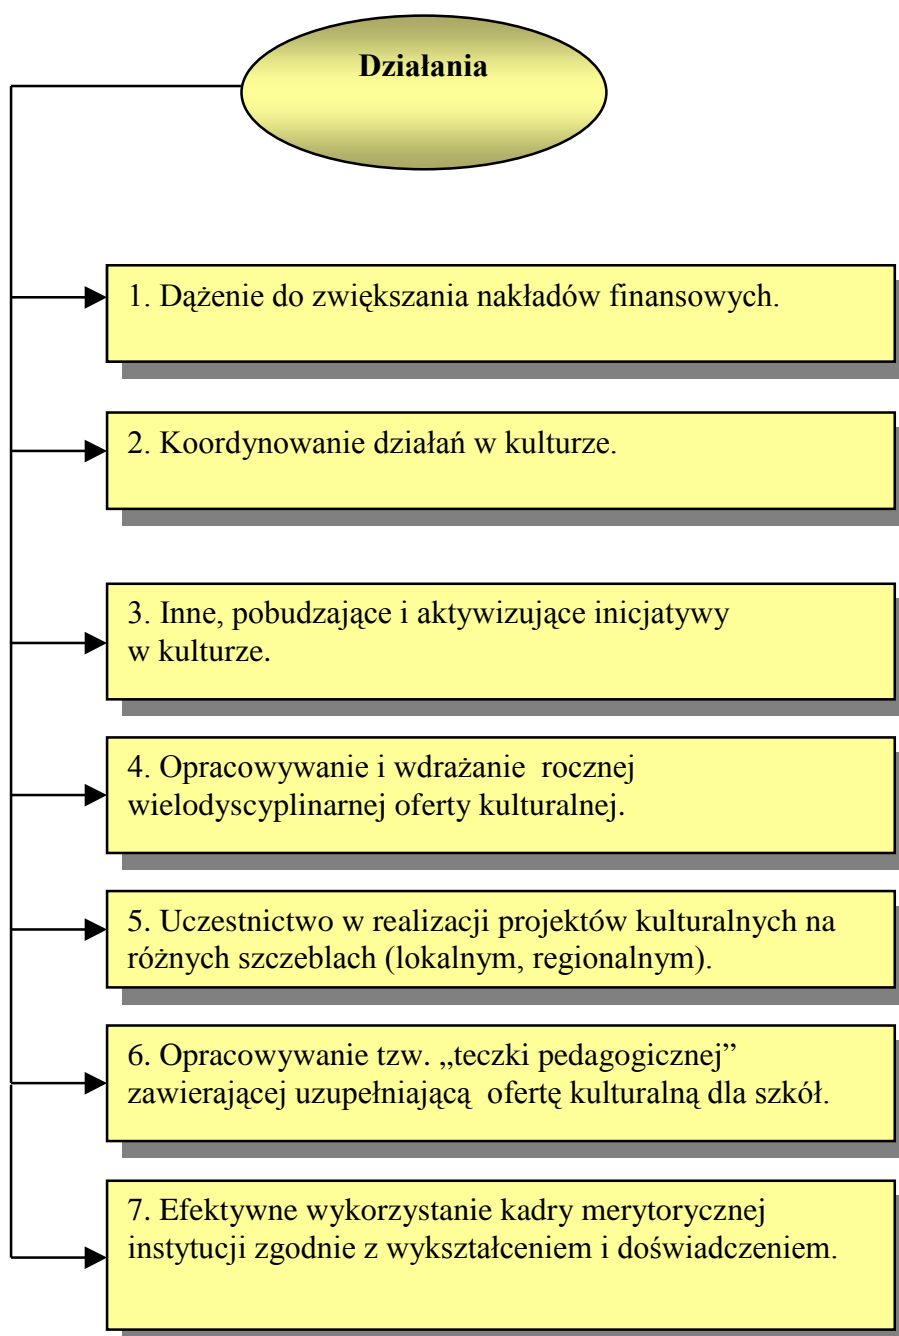 Działania
1. Dążenie do zwiększania nakładów finansowych.
2. Koordynowanie działań w kulturze.
3. Inne, pobudzające i aktywizujące inicjatywy
w kulturze.
4. Opracowywanie i wdrażanie  rocznej
wielodyscyplinarnej oferty kulturalnej.
5. Uczestnictwo w realizacji projektów kulturalnych na
różnych szczeblach (lokalnym, regionalnym).
6. Opracowywanie tzw. „teczki pedagogicznej”
zawierającej uzupełniającą  ofertę kulturalną dla szkół.
7. Efektywne wykorzystanie kadry merytorycznej
instytucji zgodnie z wykształceniem i doświadczeniem.